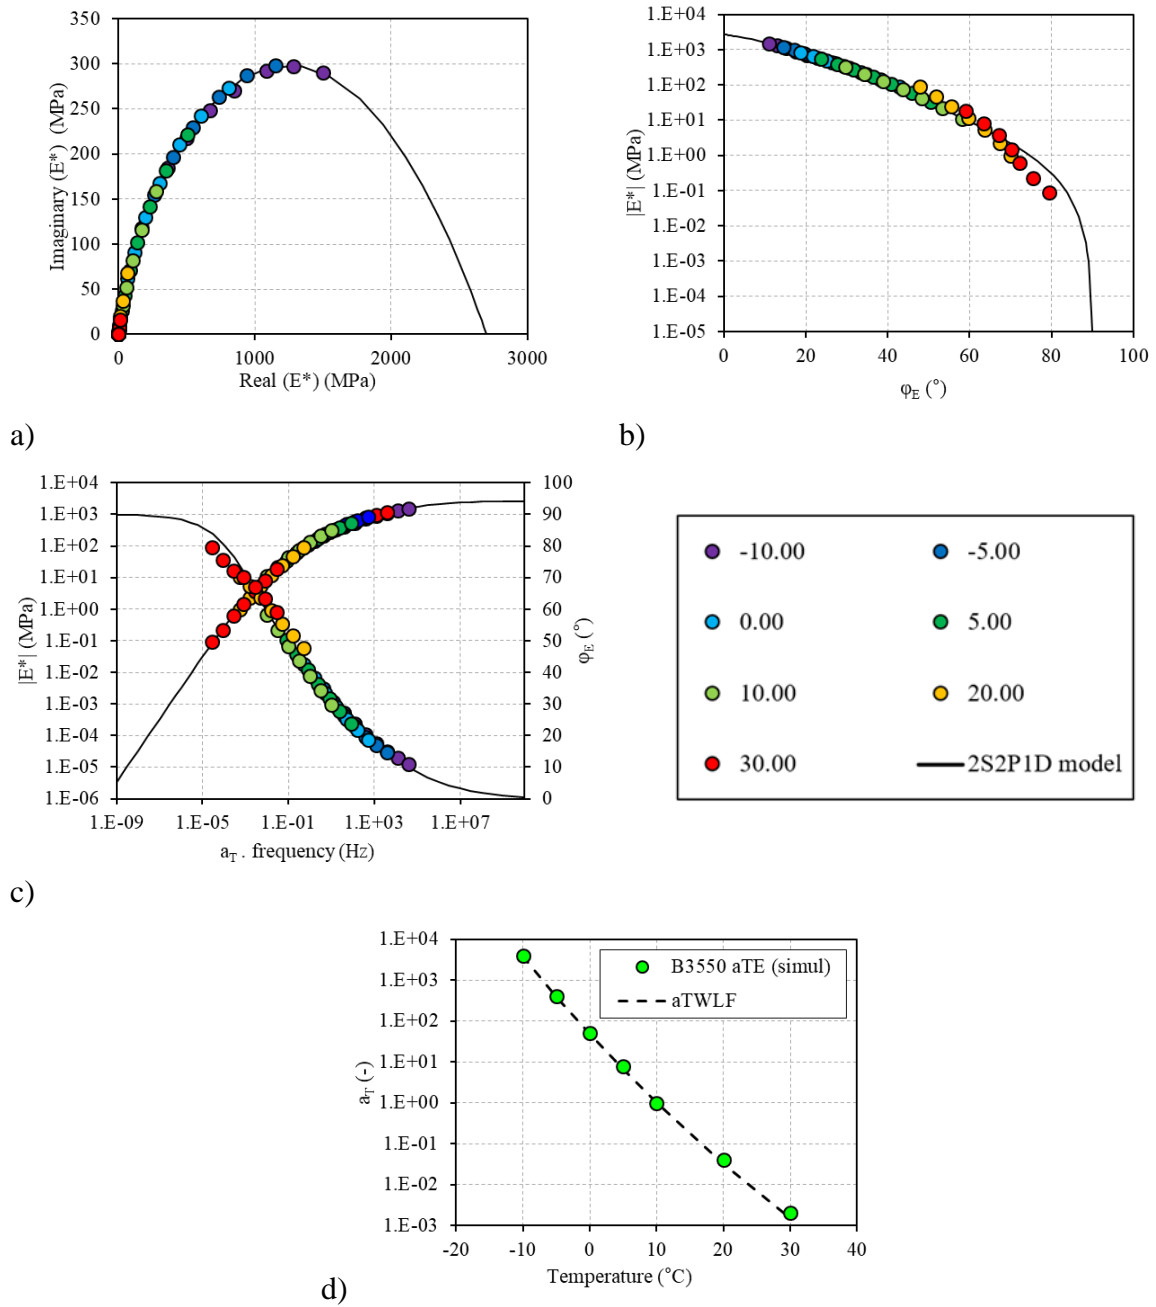 350
300
250
200
150
100
50
0
Imaginary (E*) (MPa)
0 1000 2000 3000
Real (E*) (MPa)
a)
1.E+04
1.E+03
1.E+02
1.E+01
1.E+00
1.E-01
1.E-02
1.E-03
1.E-04
1.E-05
|E*| (MPa)
0 20 40 60 80 100
φE (°)
b)
1.E+04
1.E+03
1.E+02
1.E+01
1.E+00
1.E-01
1.E-02
1.E-03
1.E-04
1.E-05
1.E-06
|E*| (MPa)
100
90
80
70
60
50
40
30
20
10
0
φE (°)
1.E-09 1.E-05 1.E-01 1.E+03 1.E+07
aT . frequency (Hz)
c)
-10.00 -5.00
0.00 5.00
10.00 20.00
30.00 2S2P1D model
1.E+04
1.E+03
1.E+02
1.E+01
1.E+00
1.E-01
1.E-02
1.E-03
aT (-)
B3550 aTE (simul)
aTWLF
-20 -10 0 10 20 30 40
Temperature (°C)
d)